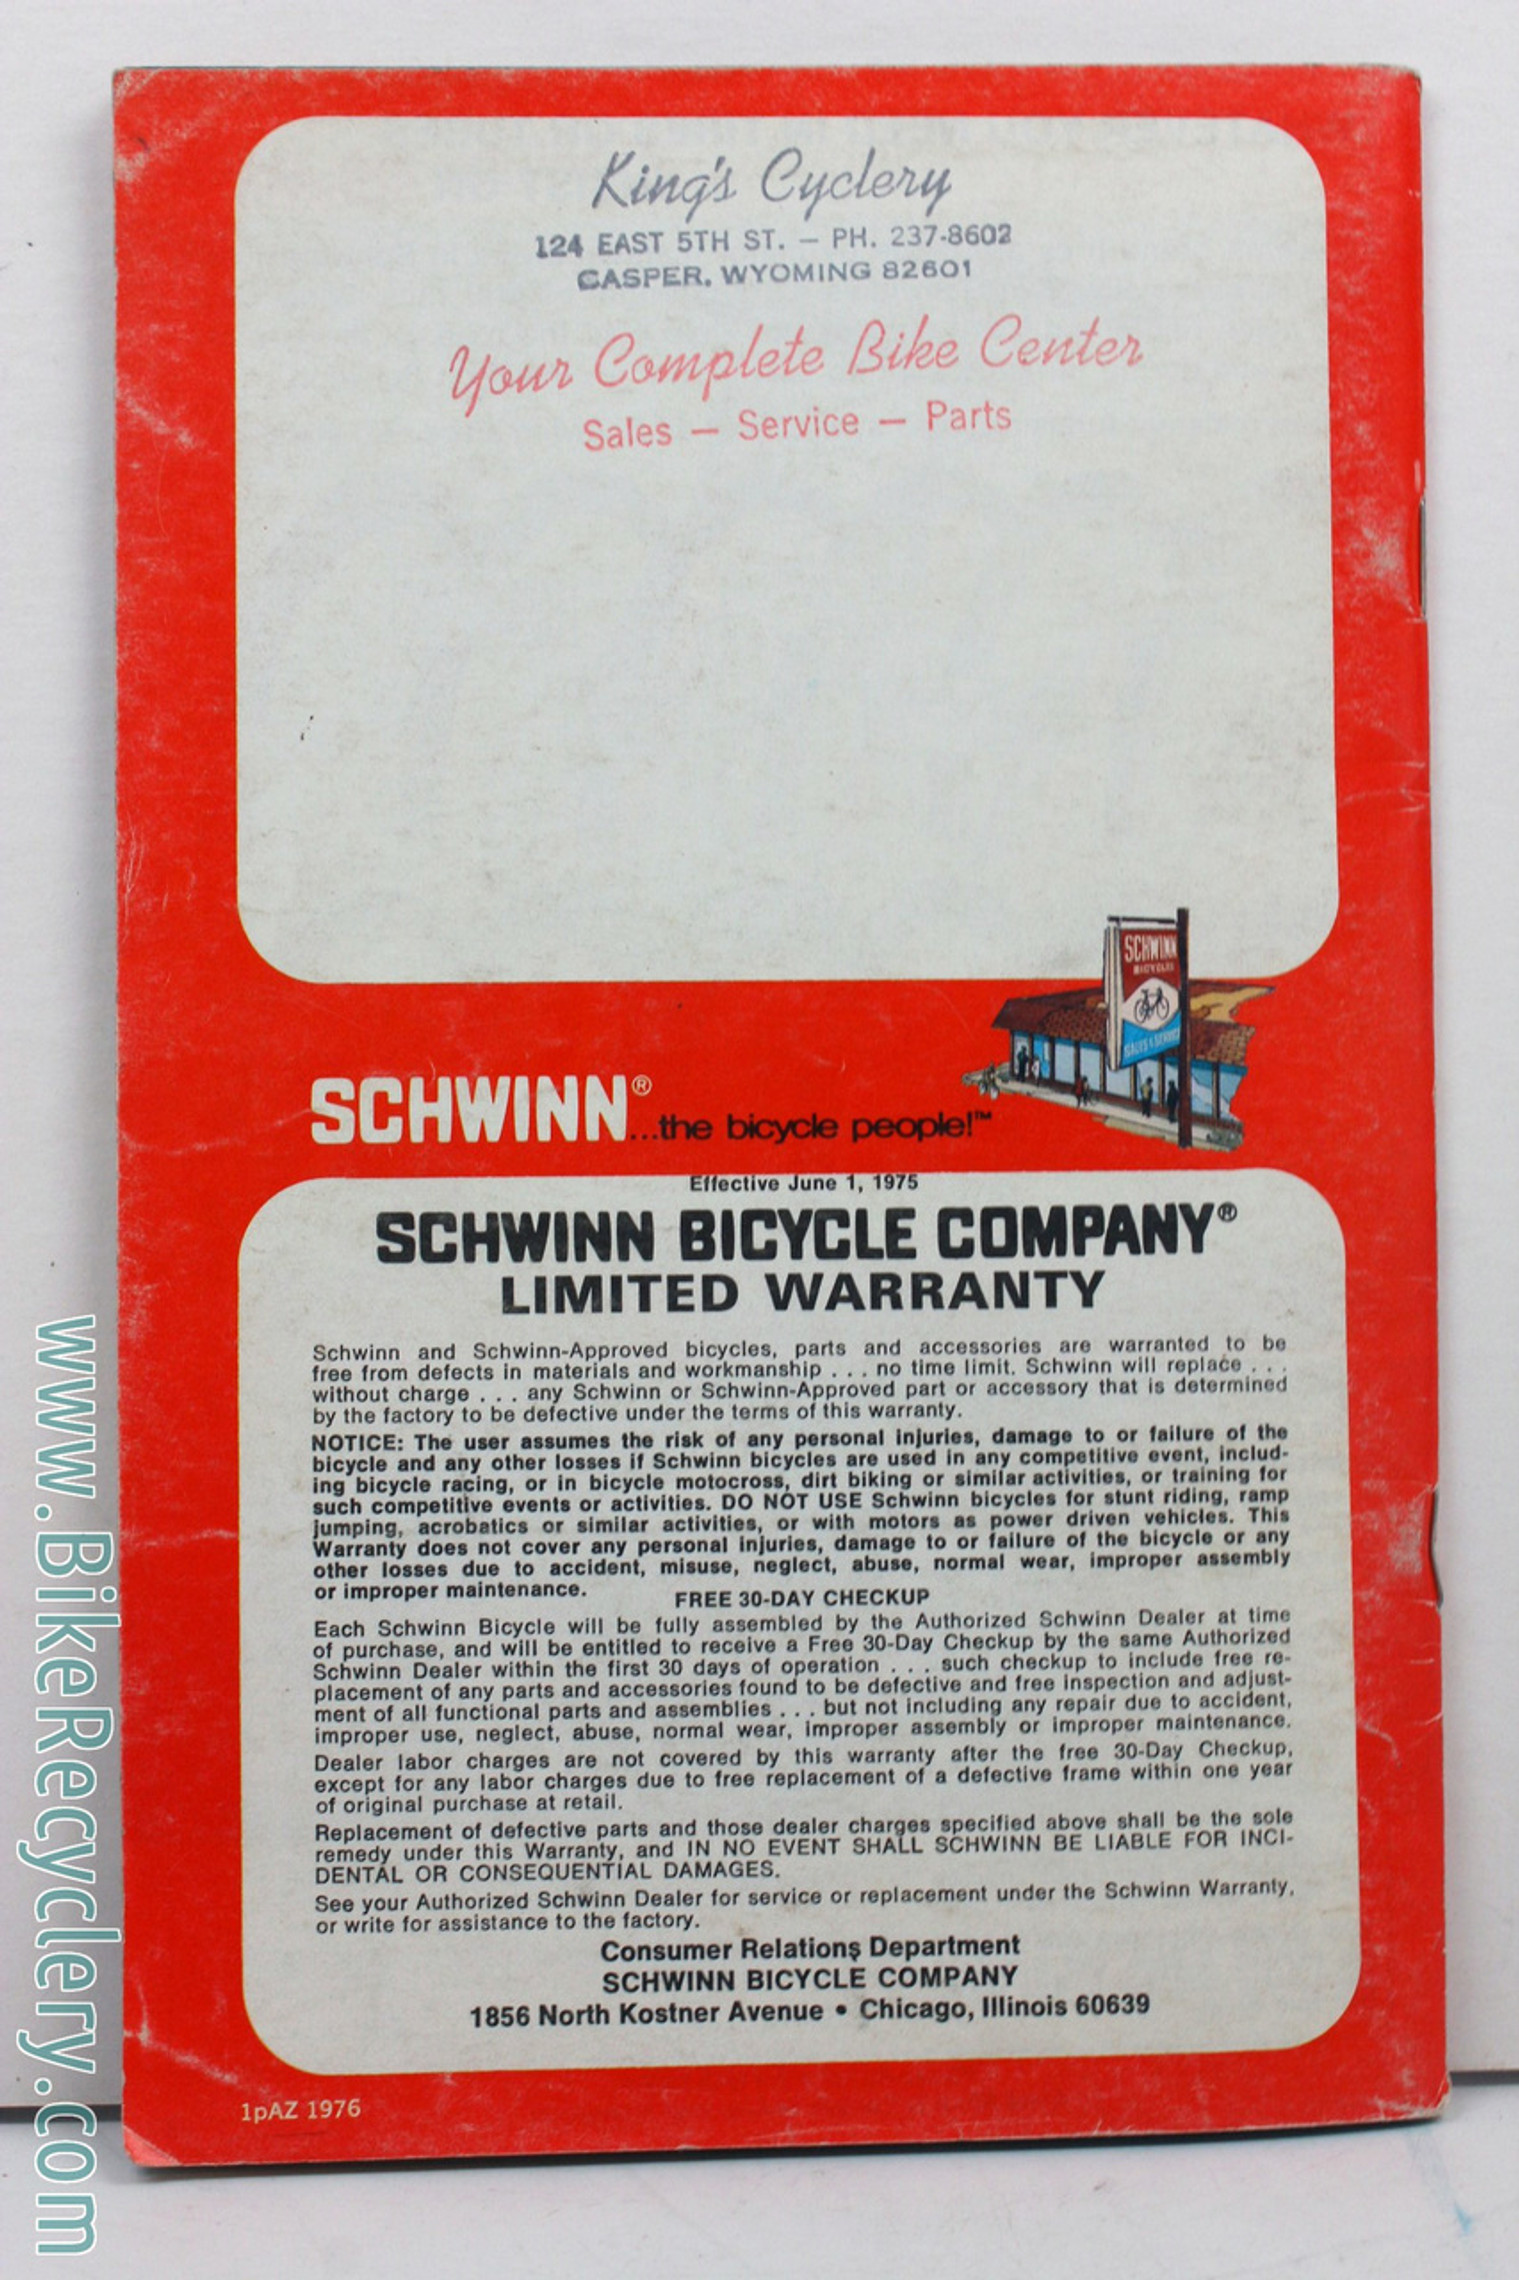 King's Cyclery
124 EAST 5TH ST. — PH. 237-8602
CASPER, WYOMING 82601
Your Complete Bike Center
Sales — Service — Parts
SCHWINN
BICYCLES
SALES & SERVICE
SCHWINN® ...the bicycle people!™
Effective June 1, 1975
SCHWINN BICYCLE COMPANY®
LIMITED WARRANTY
Schwinn and Schwinn-Approved bicycles, parts and accessories are warranted to be
free from defects in materials and workmanship . . . no time limit. Schwinn will replace . . .
without charge . . . any Schwinn or Schwinn-Approved part or accessory that is determined
by the factory to be defective under the terms of this warranty.
NOTICE: The user assumes the risk of any personal injuries, damage to or failure of the
bicycle and any other losses if Schwinn bicycles are used in any competitive event, includ-
ing bicycle racing, or in bicycle motocross, dirt biking or similar activities, or training for
such competitive events or activities. DO NOT USE Schwinn bicycles for stunt riding, ramp
jumping, acrobatics or similar activities, or with motors as power driven vehicles. This
Warranty does not cover any personal injuries, damage to or failure of the bicycle or any
other losses due to accident, misuse, neglect, abuse, normal wear, improper assembly
or improper maintenance.
FREE 30-DAY CHECKUP
Each Schwinn Bicycle will be fully assembled by the Authorized Schwinn Dealer at time
of purchase, and will be entitled to receive a Free 30-Day Checkup by the same Authorized
Schwinn Dealer within the first 30 days of operation . . . such checkup to include free re-
placement of any parts and accessories found to be defective and free inspection and adjust-
ment of all functional parts and assemblies . . . but not including any repair due to accident,
improper use, neglect, abuse, normal wear, improper assembly or improper maintenance.
Dealer labor charges are not covered by this warranty after the free 30-Day Checkup,
except for any labor charges due to free replacement of a defective frame within one year
of original purchase at retail.
Replacement of defective parts and those dealer charges specified above shall be the sole
remedy under this Warranty, and IN NO EVENT SHALL SCHWINN BE LIABLE FOR INCI-
DENTAL OR CONSEQUENTIAL DAMAGES.
See your Authorized Schwinn Dealer for service or replacement under the Schwinn Warranty,
or write for assistance to the factory.
Consumer Relations Department
SCHWINN BICYCLE COMPANY
1856 North Kostner Avenue • Chicago, Illinois 60639
1pAZ 1976
www.BikeRecyclery.com